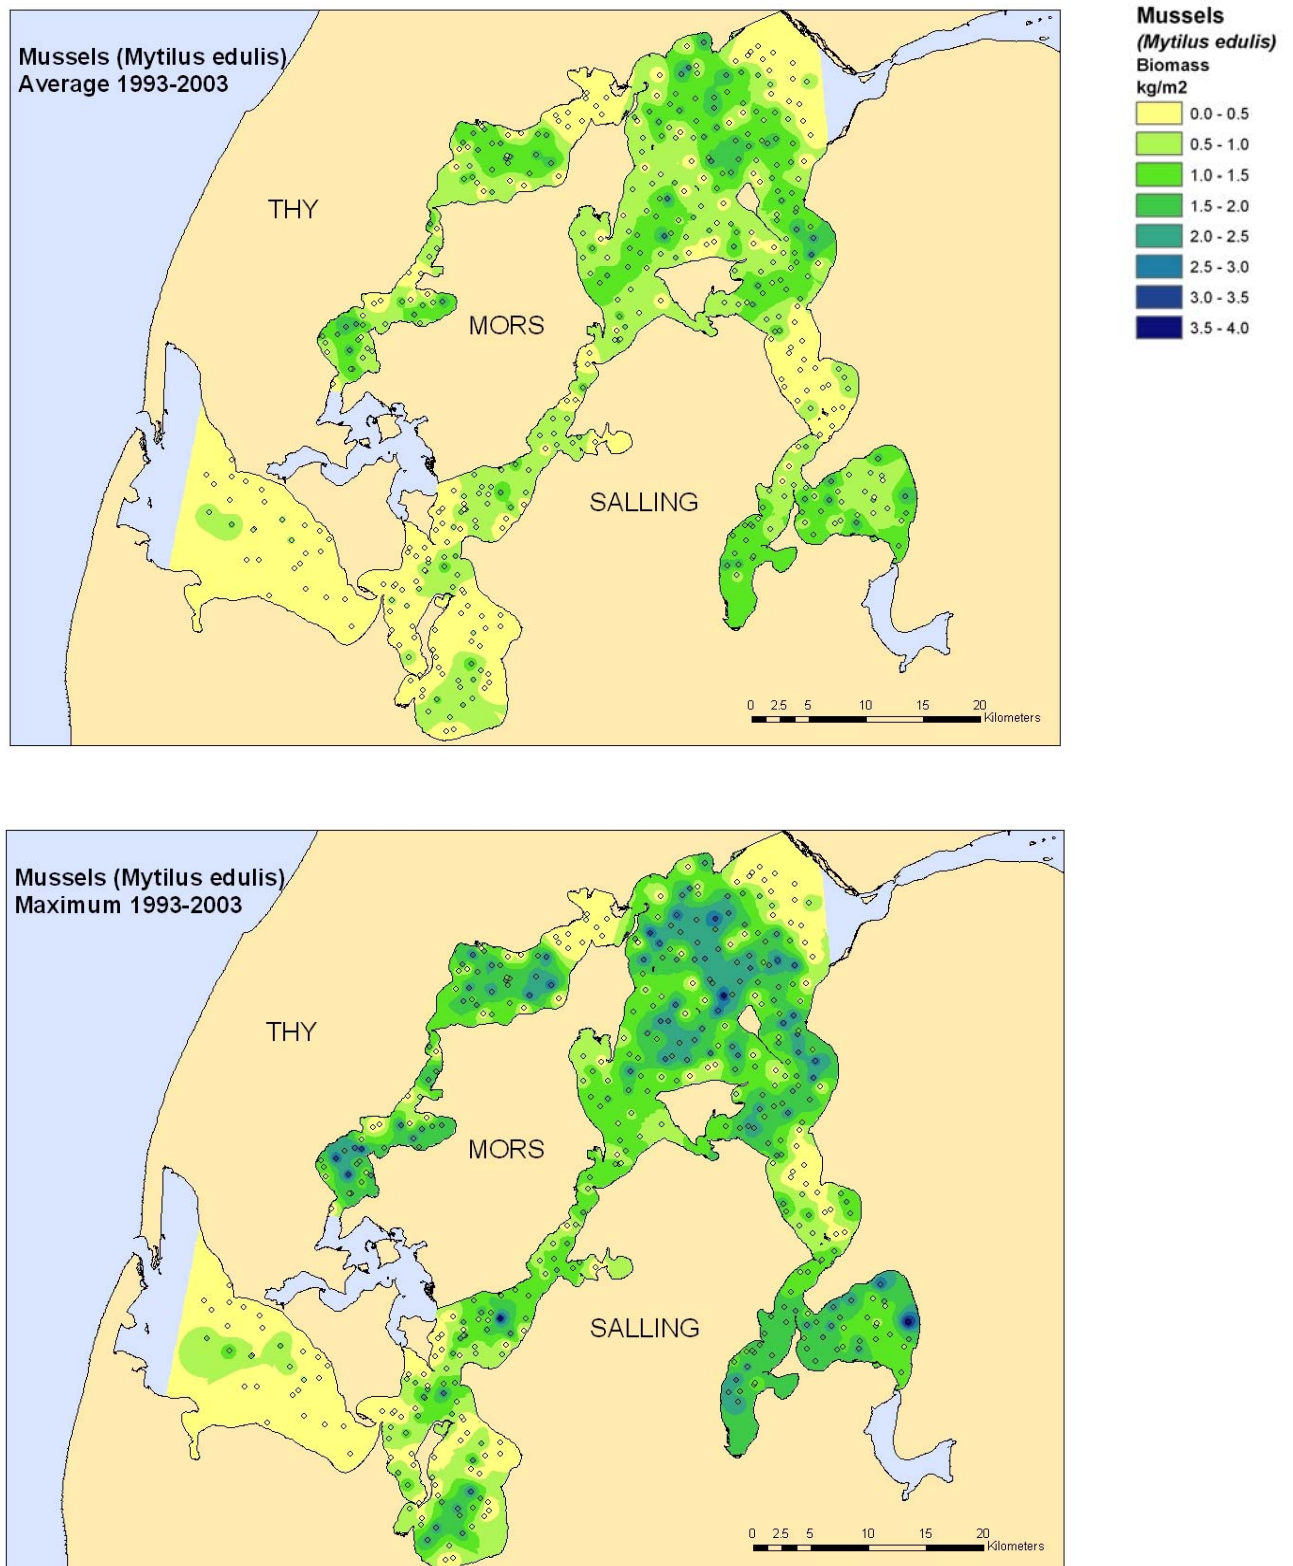 Mussels (Mytilus edulis)
Average 1993-2003
THY
MORS
SALLING
0 2.5 5 10 15 20
Kilometers
Mussels
(Mytilus edulis)
Biomass
kg/m2
0.0 - 0.5
0.5 - 1.0
1.0 - 1.5
1.5 - 2.0
2.0 - 2.5
2.5 - 3.0
3.0 - 3.5
3.5 - 4.0
Mussels (Mytilus edulis)
Maximum 1993-2003
THY
MORS
SALLING
0 2.5 5 10 15 20
Kilometers